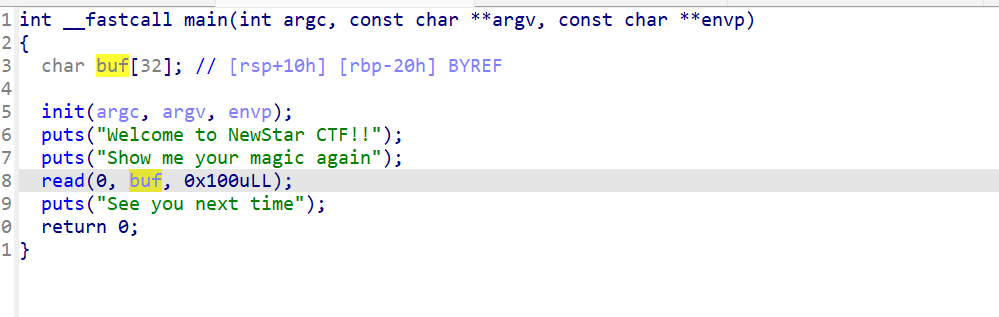 1 int __fastcall main(int argc, const char **argv, const char **envp)
2 {
3   char buf[32]; // [rsp+10h] [rbp-20h] BYREF
4
5   init(argc, argv, envp);
6   puts("Welcome to NewStar CTF!!");
7   puts("Show me your magic again");
8   read(0, buf, 0x100uLL);
9   puts("See you next time");
0   return 0;
1 }